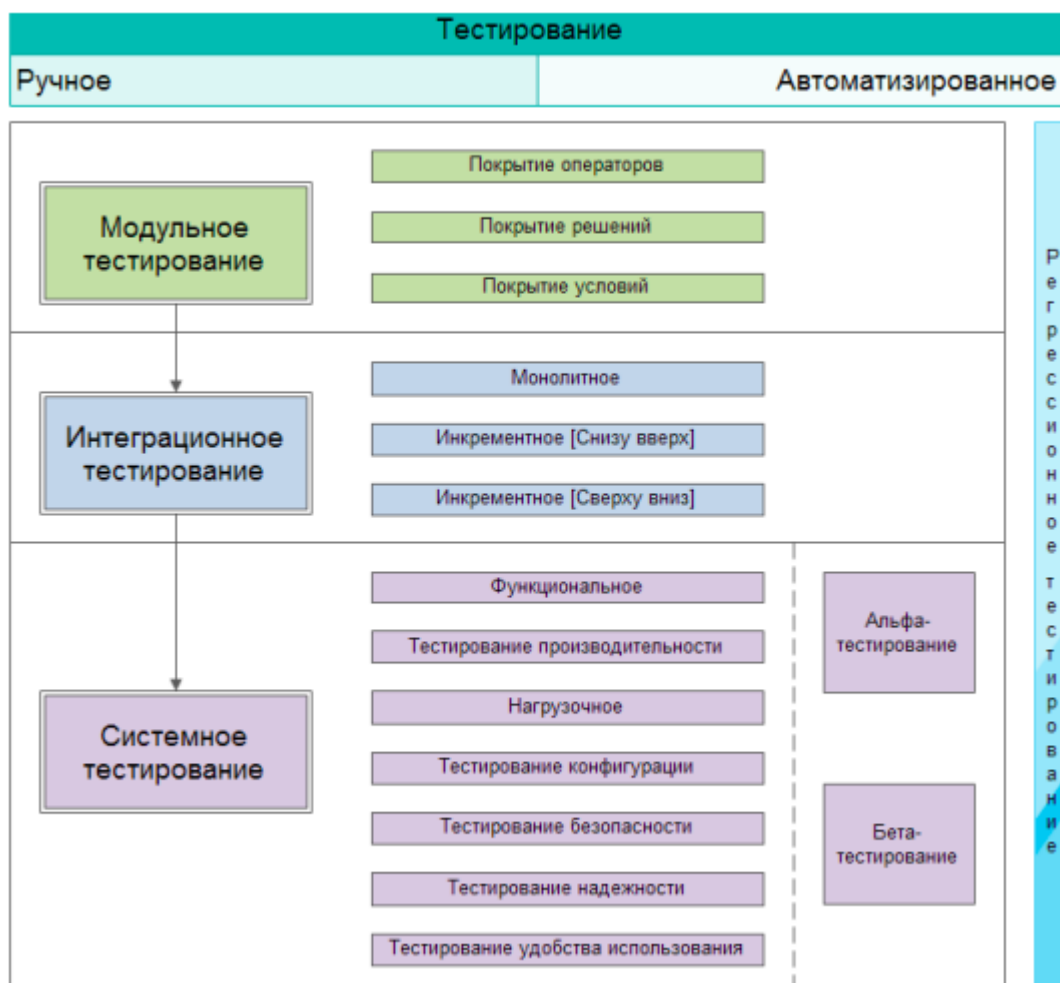 Тестирование
Ручное
Автоматизированное
Покрытие операторов
Модульное
тестирование
Покрытие решений
Покрытие условий
Монолитное
Интеграционное
тестирование
Инкрементное [Снизу вверх]
Инкрементное [Сверху вниз]
Функциональное
Тестирование производительности
Нагрузочное
Системное
тестирование
Тестирование конфигурации
Тестирование безопасности
Тестирование надежности
Тестирование удобства использования
Альфа-
тестирование
Бета-
тестирование
Регрессионное тестирование